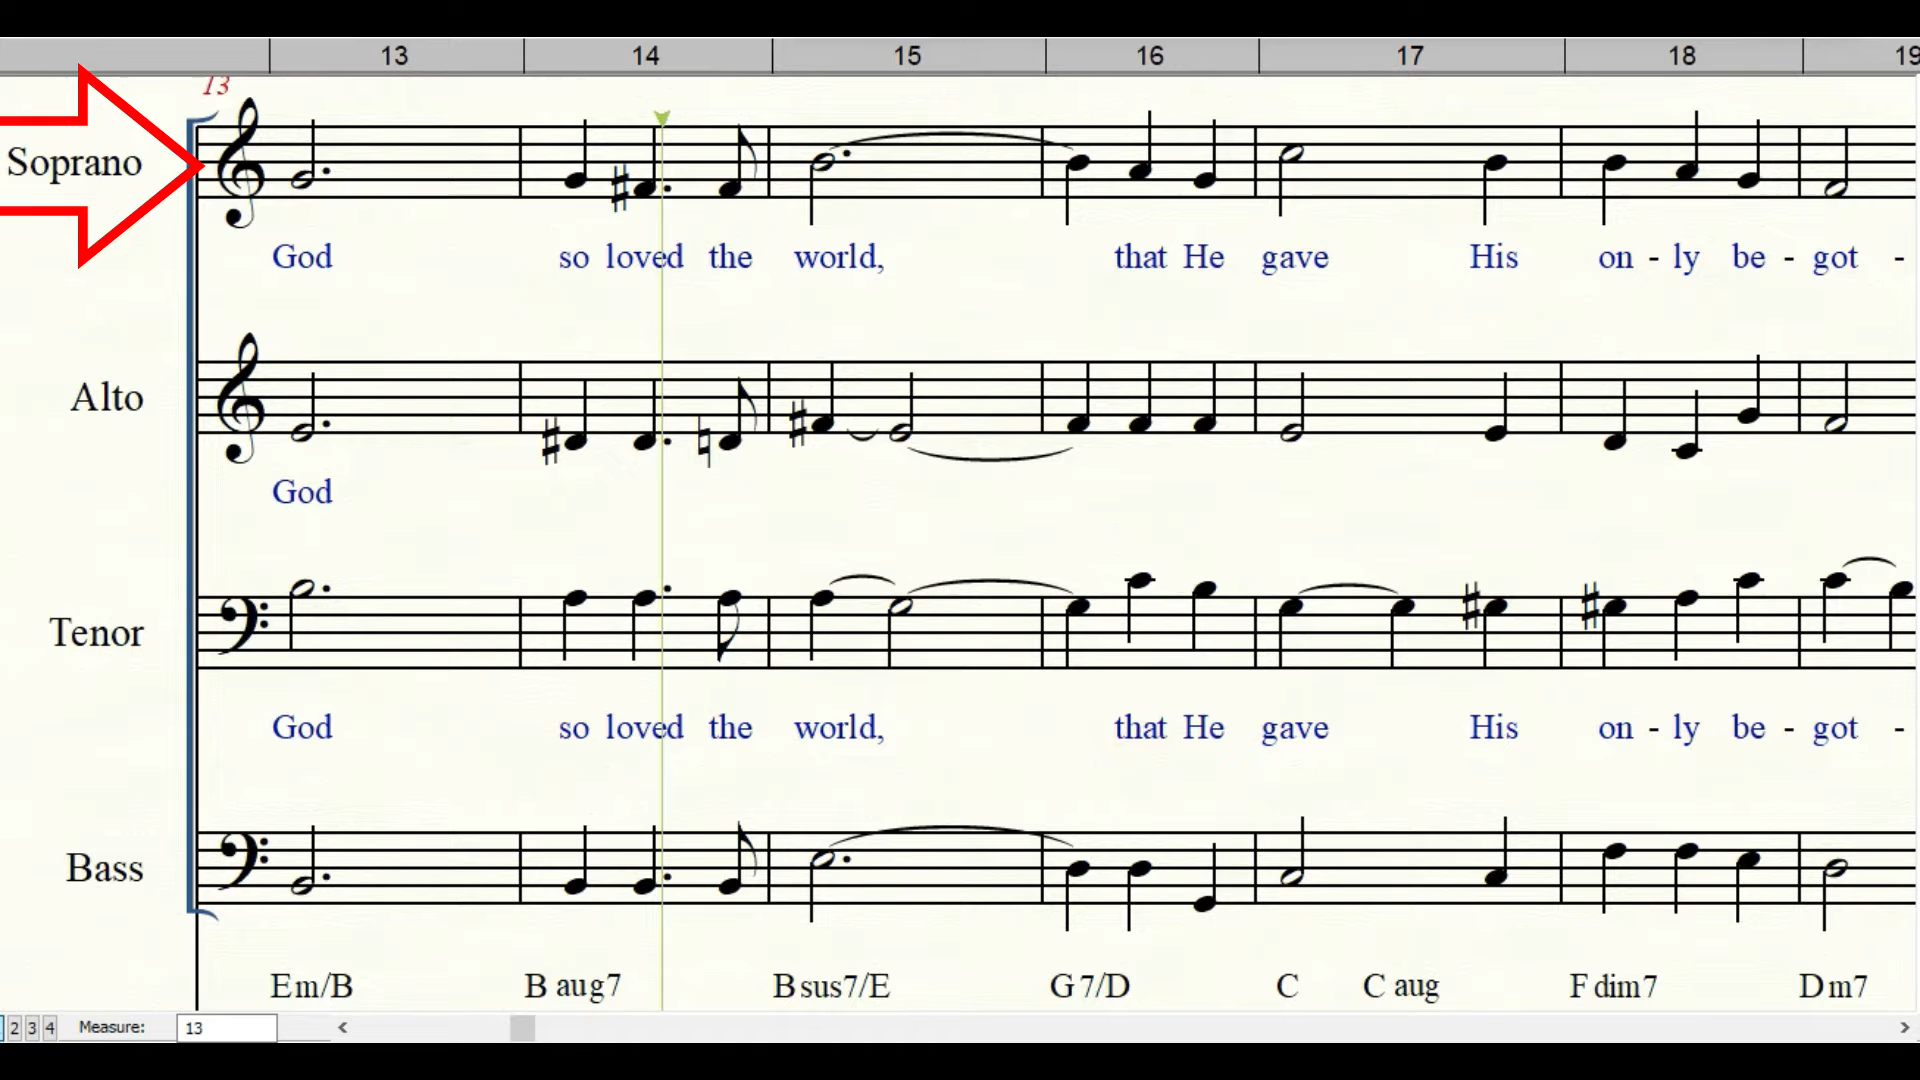 13 14 15 16 17 18 19
13
Soprano
God so loved the world, that He gave His on - ly be - got -
Alto
God
Tenor
God so loved the world, that He gave His on - ly be - got -
Bass
Em/B B aug7 Bsus7/E G7/D C C aug Fdim7 Dm7
2 3 4 Measure: 13